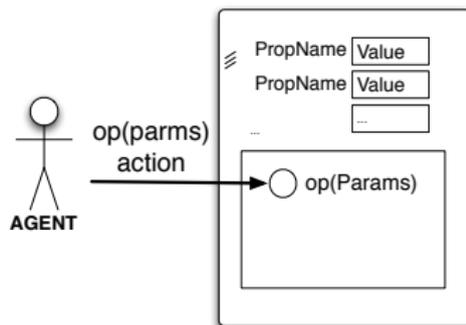 PropName Value
PropName Value
...
...
op(parms)
action
op(Params)
AGENT